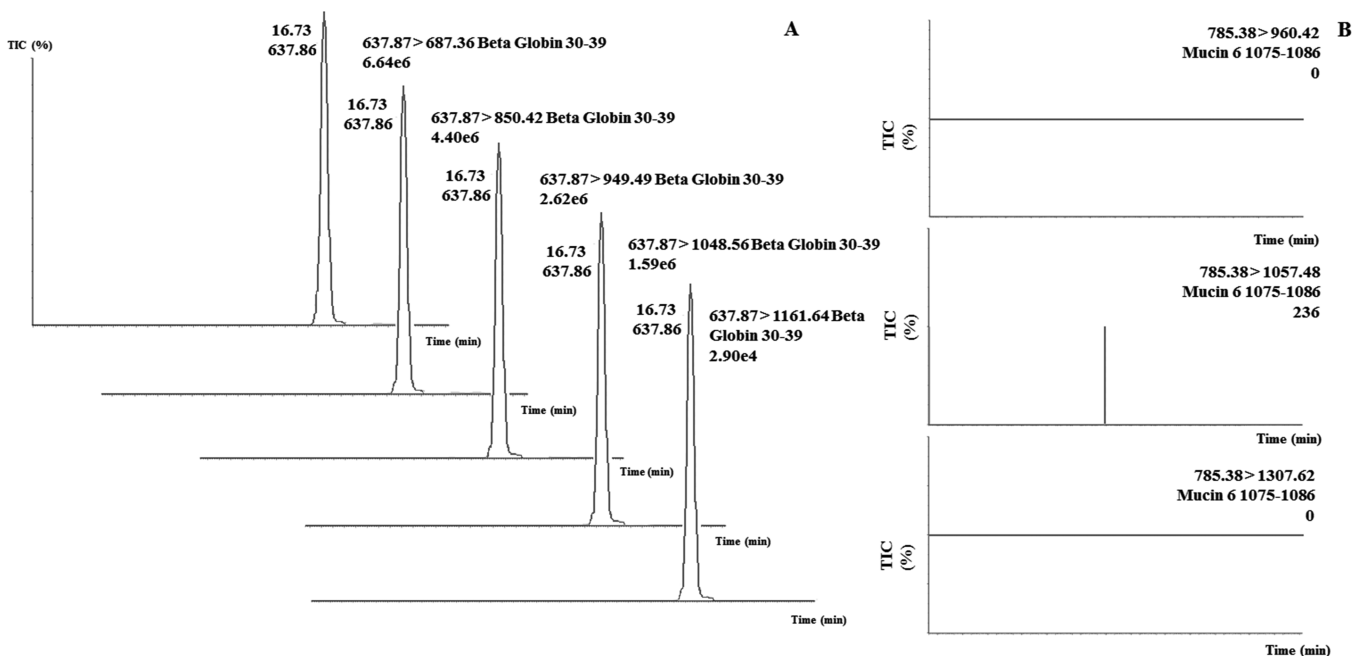 TIC (%)
16.73
637.86
637.87>687.36 Beta Globin 30-39
6.64e6
A
16.73
637.86
637.87>850.42 Beta Globin 30-39
4.40e6
16.73
637.86
637.87>949.49 Beta Globin 30-39
2.62e6
16.73
637.86
637.87>1048.56 Beta Globin 30-39
1.59e6
16.73
637.86
637.87>1161.64 Beta
Globin 30-39
2.90e4
Time (min)
Time (min)
Time (min)
Time (min)
Time (min)
B
785.38>960.42
Mucin 6 1075-1086
0
TIC
(%)
Time (min)
785.38>1057.48
Mucin 6 1075-1086
236
TIC
(%)
Time (min)
785.38>1307.62
Mucin 6 1075-1086
0
TIC
(%)
Time (min)